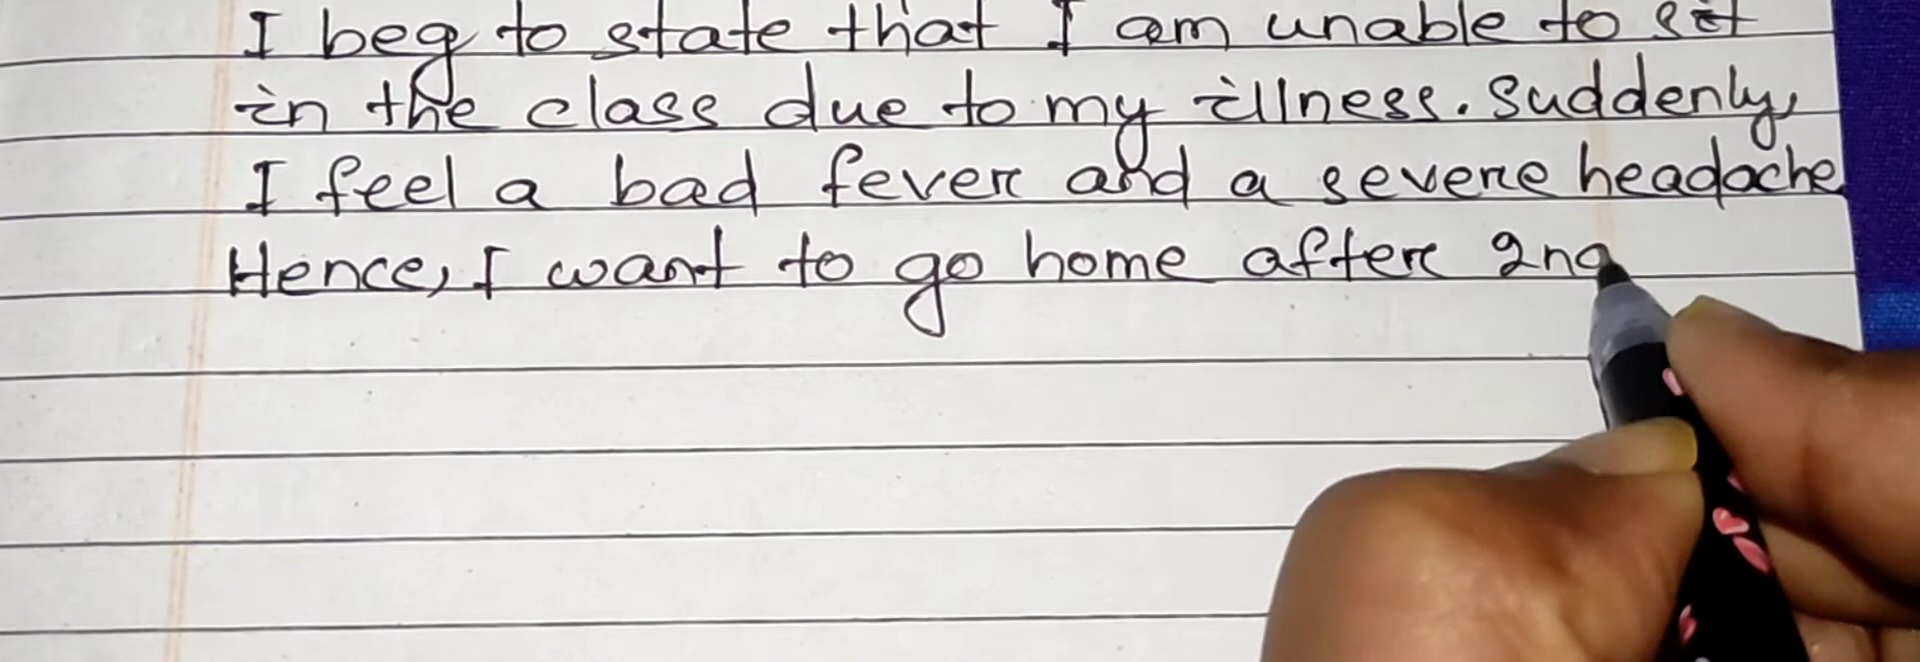 I beg to state that I am unable to sit
in the class due to my illness. Suddenly,
I feel a bad fever and a severe headache
Hence, I want to go home after 2nd